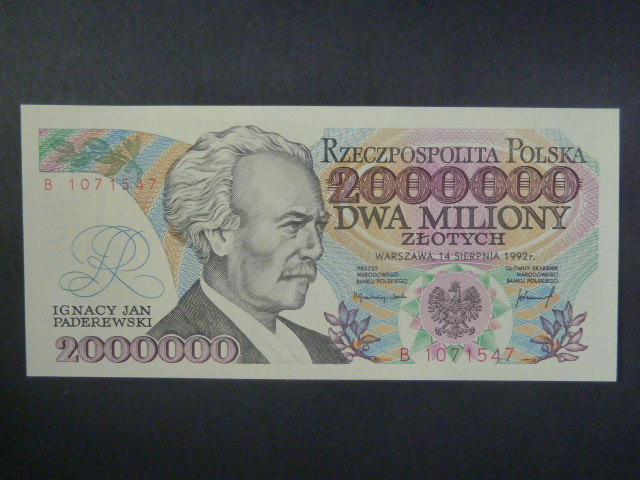 RZECZPOSPOLITA POLSKA
2000000
DWA MILIONY
ZŁOTYCH
WARSZAWA, 14 SIERPNIA 1992 r.
PREZES
NARODOWEGO
BANKU POLSKIEGO
GŁÓWNY SKARBNIK
NARODOWEGO
BANKU POLSKIEGO
B 1071547
IGNACY JAN
PADEREWSKI
2000000
B 1071547